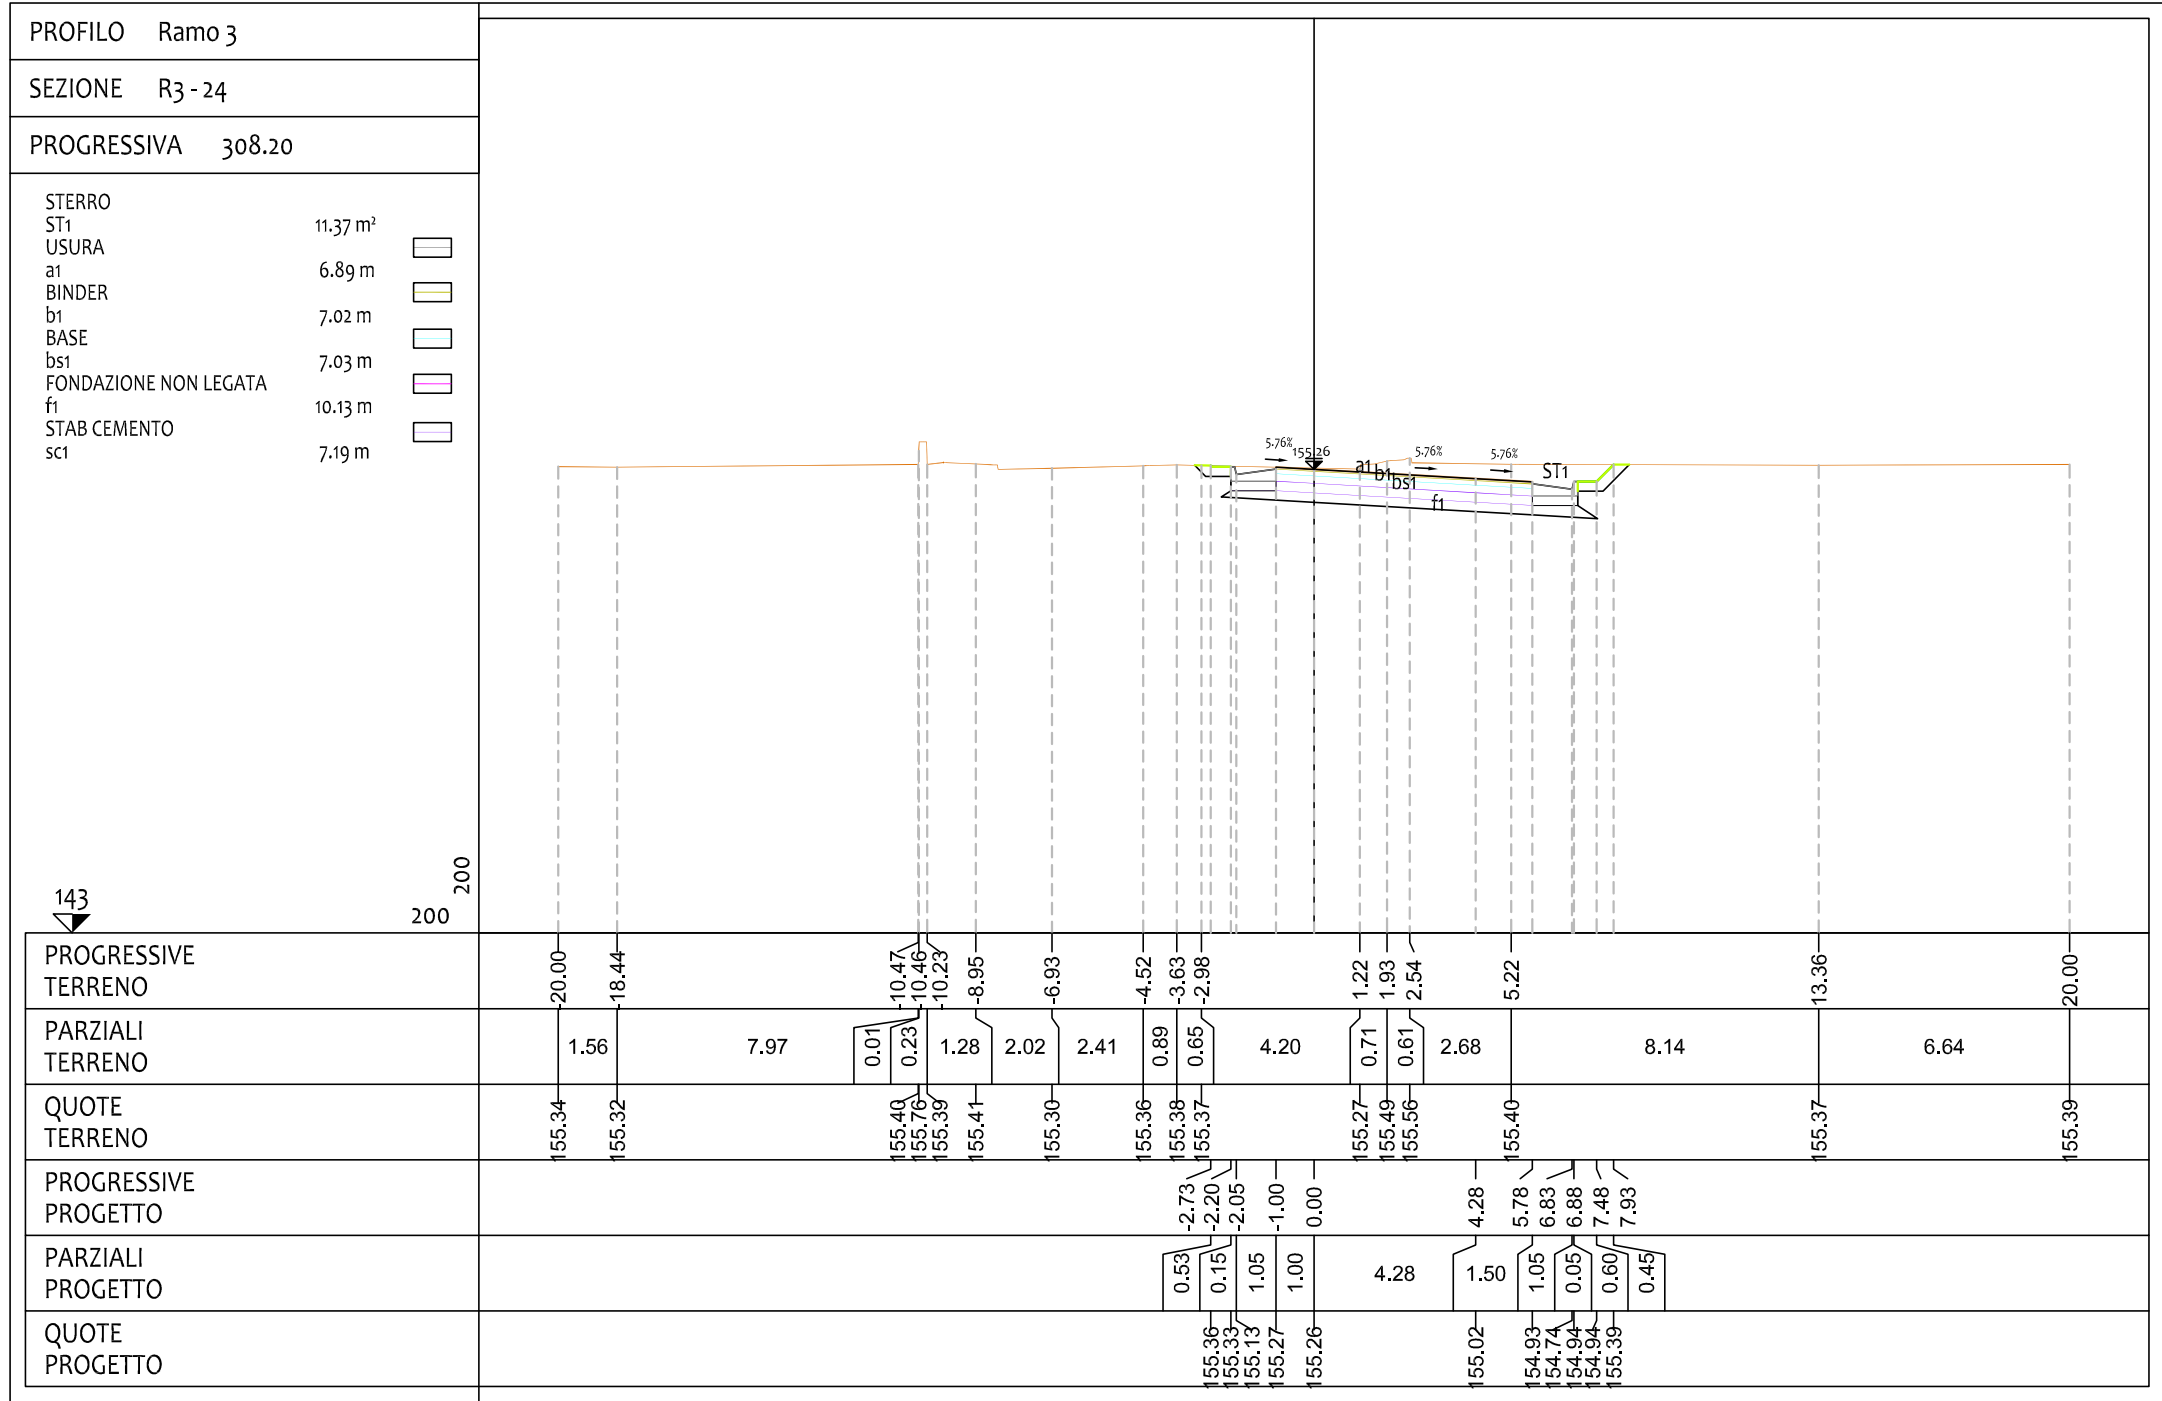 PROFILO Ramo 3
SEZIONE R3 - 24
PROGRESSIVA 308.20
STERRO
ST1 11.37 m²
USURA
a1 6.89 m
BINDER
b1 7.02 m
BASE
bs1 7.03 m
FONDAZIONE NON LEGATA
f1 10.13 m
STAB CEMENTO
sc1 7.19 m
5.76% 155.26 5.76% 5.76%
a1 b1 bs1 f1 ST1
143
200
200
PROGRESSIVE TERRENO
-20.00 -18.44 -10.47 -10.46 -10.23 -8.95 -6.93 -4.52 -3.63 -2.98 1.22 1.93 2.54 5.22 13.36 20.00
PARZIALI TERRENO
1.56 7.97 0.01 0.23 1.28 2.02 2.41 0.89 0.65 4.20 0.71 0.61 2.68 8.14 6.64
QUOTE TERRENO
155.34 155.32 155.40 155.76 155.39 155.41 155.30 155.36 155.38 155.37 155.27 155.49 155.56 155.40 155.37 155.39
PROGRESSIVE PROGETTO
-2.73 -2.20 -2.05 -1.00 0.00 4.28 5.78 6.83 6.88 7.48 7.93
PARZIALI PROGETTO
0.53 0.15 1.05 1.00 4.28 1.50 1.05 0.05 0.60 0.45
QUOTE PROGETTO
155.36 155.33 155.13 155.27 155.26 155.02 154.93 154.74 154.94 154.94 155.39